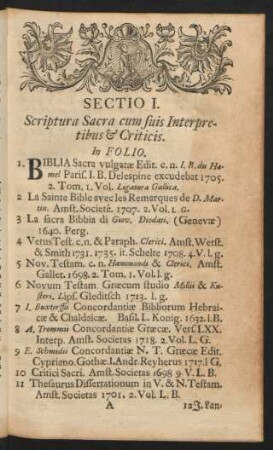 SECTIO I.
Scriptura Sacra cum suis Interpre-
tibus & Criticis.
In FOLIO.
1. BIBLIA Sacra vulgatæ Edit. c. n. I. B. du Ha-
mel Paris. I. B. Delespine excudebat 1705.
2. Tom. 1. Vol. Legatura Gallica.
2 La Sainte Bible avec les Remarques de D. Mar-
tin. Amst. Societè. 1707. 2. Vol. L. G.
3 La sacra Bibbia di Giov. Diodati, (Genevæ)
1640. Perg.
4 Vetus Test. c. n. & Paraph. Clerici. Amst. Wetst.
& Smith 1731. 1735. it. Schelte 1708. 4. V. l. g.
5 Nov. Testam. c. n. Hammondi & Clerici, Amst.
Gallet. 1698. 2. Tom. 1. Vol. l. g.
6 Novum Testam. Græcum studio Millii & Ku-
steri. Lips. Gleditsch 1713. l. g.
7 I. Buxtorffii Concordantiæ Bibliorum Hebrai-
cæ & Chaldaicæ. Basil. L. Konig. 1632. l. B.
8 A. Trommii Concordantiæ Græcæ. Vers. LXX.
Interp. Amst. Societas 1718. 2. Vol. L. G.
9 E. Schmidii Concordantiæ N. T. Græcæ Edit.
Cypriano. Gothæ I. Andr. Reyherus 1717. l G.
10 Critici Sacri. Amst. Societas 1698 9 V. L. B.
11 Thesaurus Dissertationum in V. & N. Testam.
Amst. Societas 1701. 2. Vol. L. B.
A 12 J. Lan-